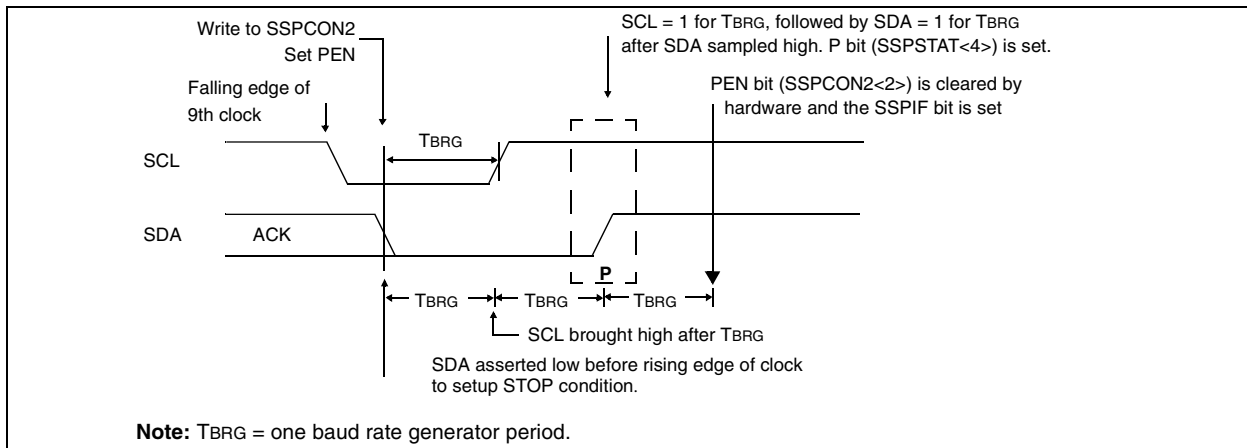 Write to SSPCON2
Set PEN
SCL = 1 for TBRG, followed by SDA = 1 for TBRG
after SDA sampled high. P bit (SSPSTAT<4>) is set.
Falling edge of
9th clock
PEN bit (SSPCON2<2>) is cleared by
hardware and the SSPIF bit is set
TBRG
SCL
SDA
ACK
P
TBRG
TBRG
TBRG
SCL brought high after TBRG
SDA asserted low before rising edge of clock
to setup STOP condition.
Note: TBRG = one baud rate generator period.